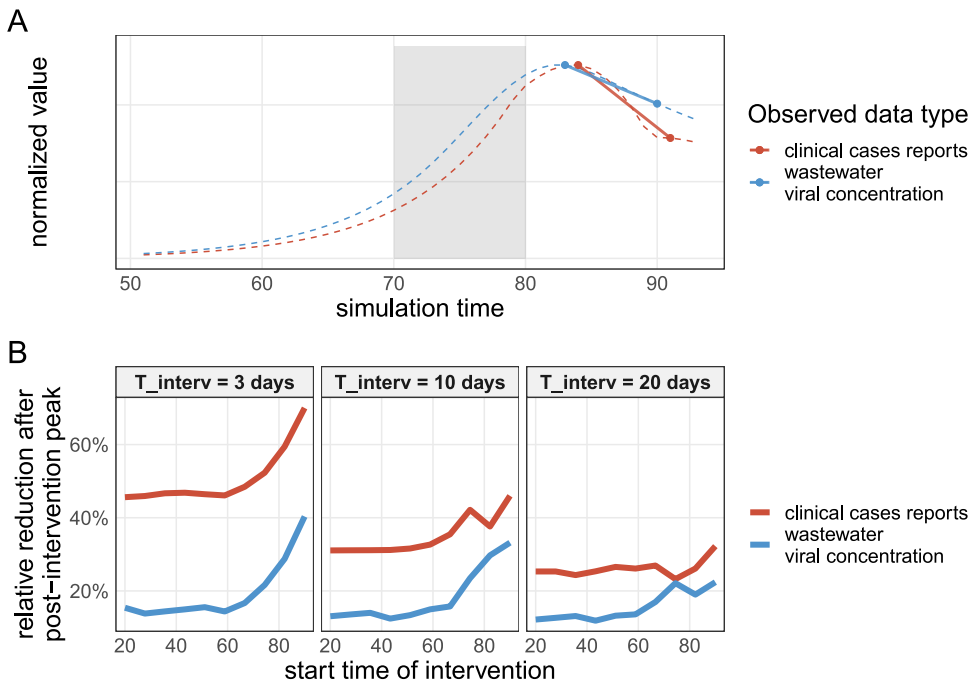 A
normalized value
50 60 70 80 90
simulation time
Observed data type
clinical cases reports
wastewater
viral concentration
B
relative reduction after
post−intervention peak
T_interv = 3 days T_interv = 10 days T_interv = 20 days
60%
40%
20%
20 40 60 80 20 40 60 80 20 40 60 80
start time of intervention
clinical cases reports
wastewater
viral concentration